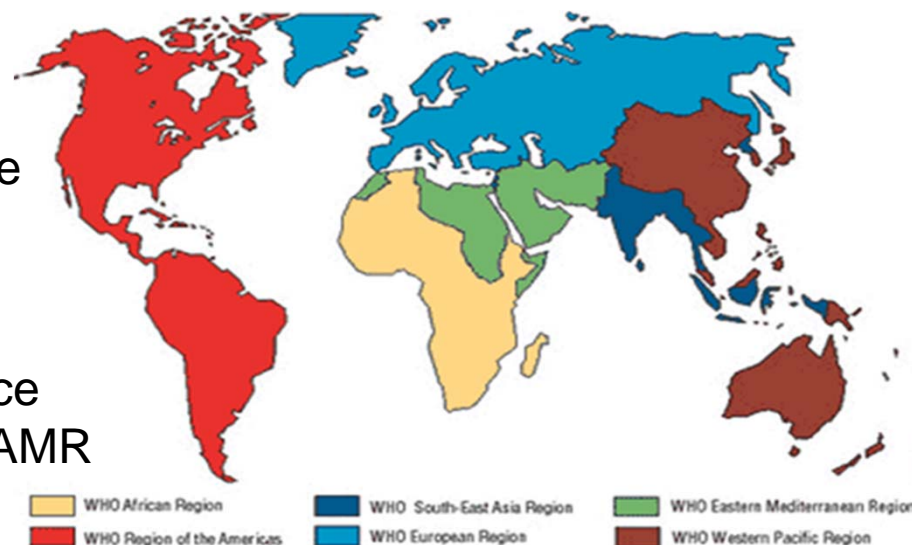 e
ce
AMR
WHO African Region
WHO South-East Asia Region
WHO Eastern Mediterranean Region
WHO Region of the Americas
WHO European Region
WHO Western Pacific Region